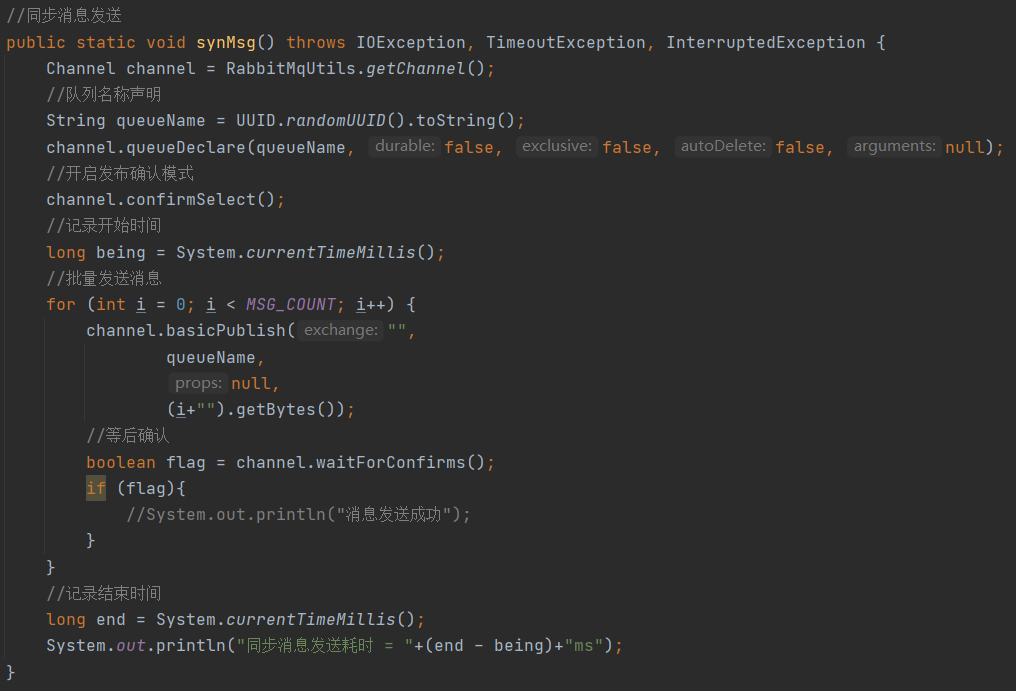 //同步消息发送
public static void synMsg() throws IOException, TimeoutException, InterruptedException {
    Channel channel = RabbitMqUtils.getChannel();
    //队列名称声明
    String queueName = UUID.randomUUID().toString();
    channel.queueDeclare(queueName, durable: false, exclusive: false, autoDelete: false, arguments: null);
    //开启发布确认模式
    channel.confirmSelect();
    //记录开始时间
    long being = System.currentTimeMillis();
    //批量发送消息
    for (int i = 0; i < MSG_COUNT; i++) {
        channel.basicPublish( exchange: "",
                queueName,
                props: null,
                (i+"").getBytes());
        //等后确认
        boolean flag = channel.waitForConfirms();
        if (flag){
            //System.out.println("消息发送成功");
        }
    }
    //记录结束时间
    long end = System.currentTimeMillis();
    System.out.println("同步消息发送耗时 = "+(end - being)+"ms");
}